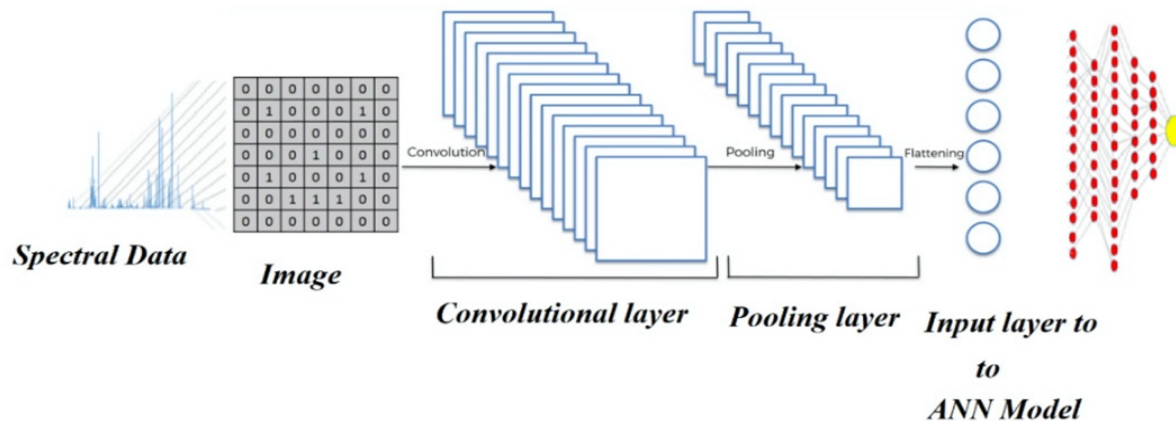 0 0 0 0 0 0 0
0 1 0 0 0 1 0
0 0 0 0 0 0 0
0 0 0 1 0 0 0
0 1 0 0 0 1 0
0 0 1 1 1 0 0
0 0 0 0 0 0 0
Convolution
Pooling
Flattening
Spectral Data
Image
Convolutional layer
Pooling layer
Input layer to
to
ANN Model